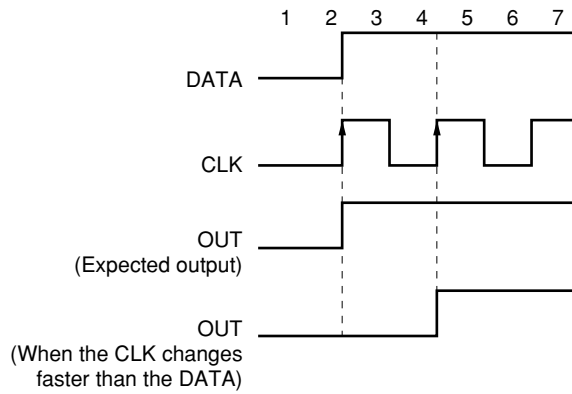 1 2 3 4 5 6 7
DATA
CLK
OUT
(Expected output)
OUT
(When the CLK changes
faster than the DATA)